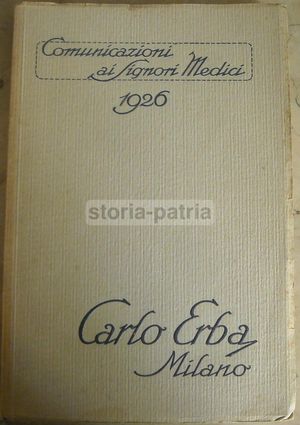 Comunicazioni
ai Signori Medici
1926
storia-patria
Carlo Erba
Milano